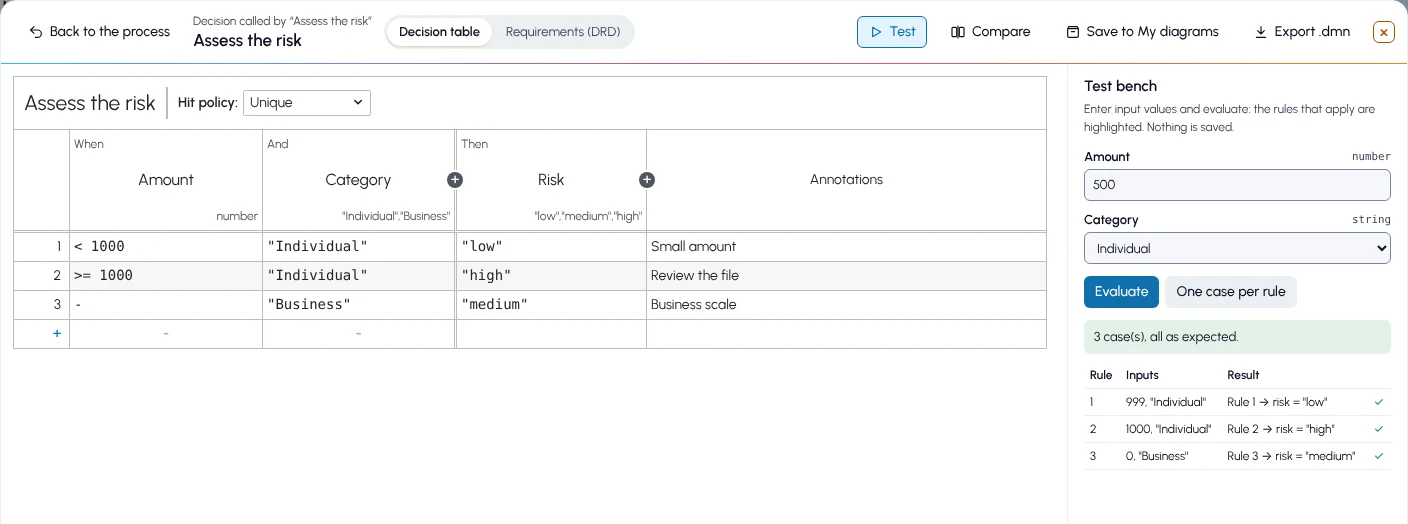 Back to the process
Decision called by “Assess the risk”
Assess the risk
Decision table
Requirements (DRD)
Test
Compare
Save to My diagrams
Export .dmn
×
Assess the risk
Hit policy: Unique
When And Then
Amount Category + Risk + Annotations
number "Individual","Business" "low","medium","high"
1 < 1000 "Individual" "low" Small amount
2 >= 1000 "Individual" "high" Review the file
3 - "Business" "medium" Business scale
+ - -
Test bench
Enter input values and evaluate: the rules that apply are
highlighted. Nothing is saved.
Amount number
500
Category string
Individual
Evaluate One case per rule
3 case(s), all as expected.
Rule Inputs Result
1 999, "Individual" Rule 1 → risk = "low" ✓
2 1000, "Individual" Rule 2 → risk = "high" ✓
3 0, "Business" Rule 3 → risk = "medium" ✓